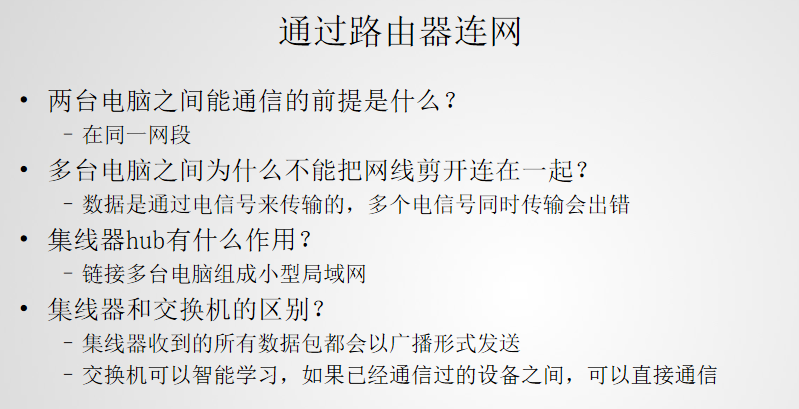 通过路由器连网
• 两台电脑之间能通信的前提是什么？
– 在同一网段
• 多台电脑之间为什么不能把网线剪开连在一起？
– 数据是通过电信号来传输的，多个电信号同时传输会出错
• 集线器hub有什么作用？
– 链接多台电脑组成小型局域网
• 集线器和交换机的区别？
– 集线器收到的所有数据包都会以广播形式发送
– 交换机可以智能学习，如果已经通信过的设备之间，可以直接通信